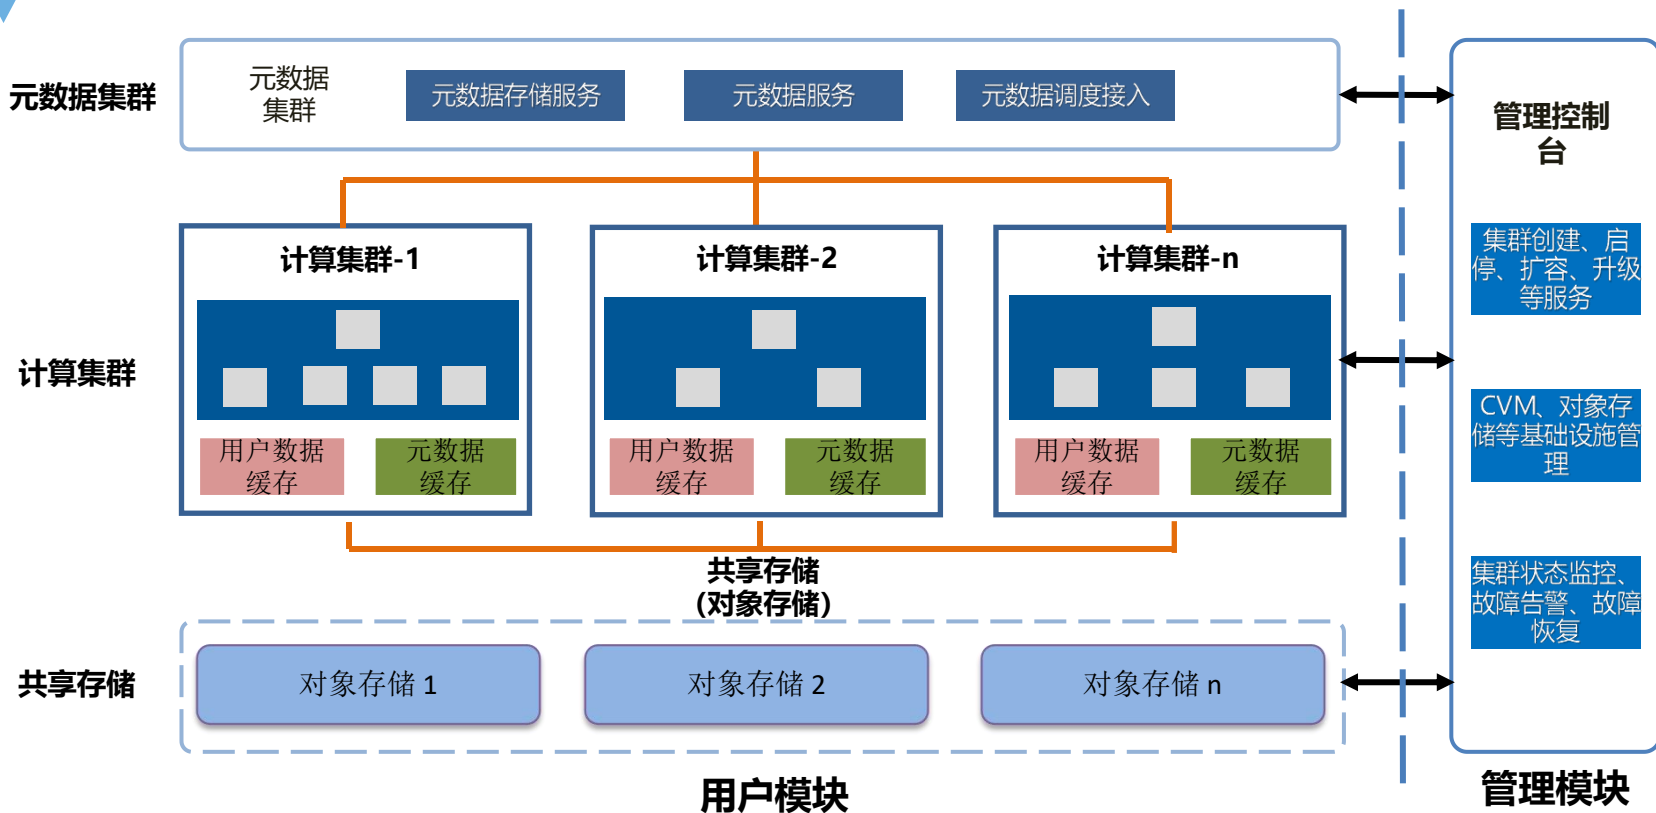 元数据集群
元数据
集群
元数据存储服务
元数据服务
元数据调度接入
计算集群
计算集群-1
用户数据
缓存
元数据
缓存
计算集群-2
用户数据
缓存
元数据
缓存
计算集群-n
用户数据
缓存
元数据
缓存
共享存储
(对象存储)
共享存储
对象存储 1
对象存储 2
对象存储 n
用户模块
管理控制
台
集群创建、启
停、扩容、升级
等服务
CVM、对象存
储等基础设施管
理
集群状态监控、
故障告警、故障
恢复
管理模块